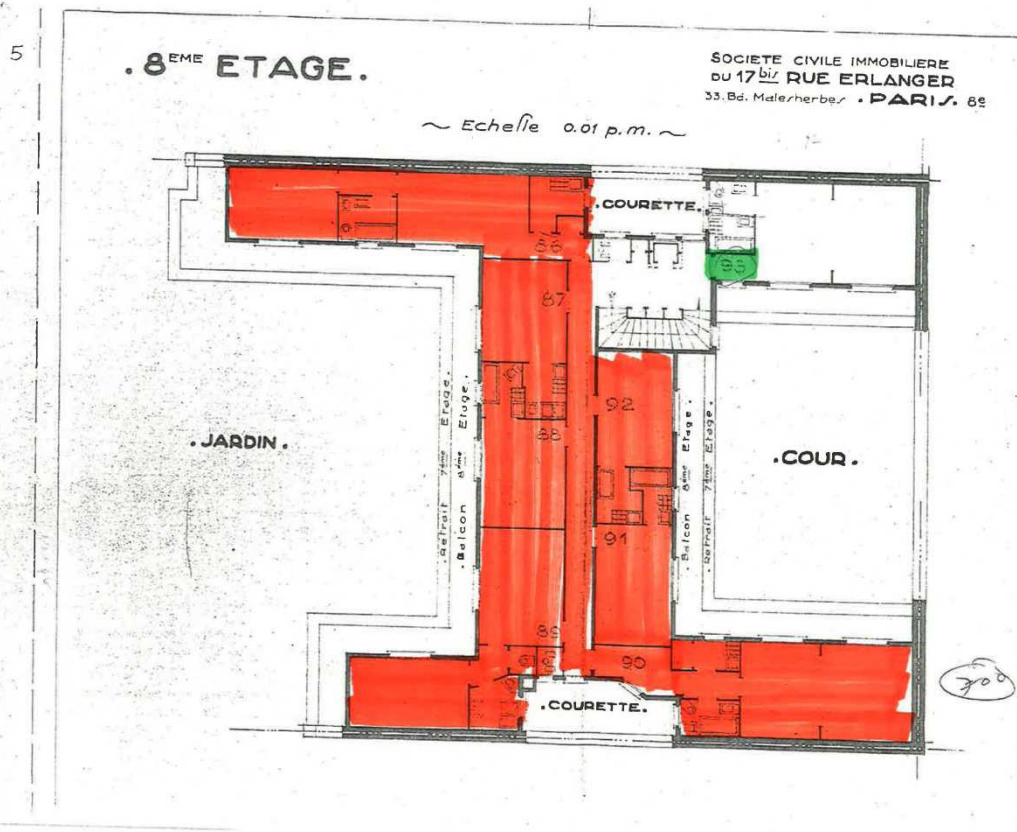 5
. 8EME ETAGE .
SOCIETE CIVILE IMMOBILIERE
DU 17 bis RUE ERLANGER
33. Bd. Malesherbes . PARIS. 8e
~ Echelle 0.01 p.m. ~
. COURETTE .
86
93
87
92
88
. JARDIN .
. Retrait 7ème Etage .
. Balcon 8ème Etage .
. Balcon 8ème Etage .
. Retrait 7ème Etage .
. COUR .
91
89
90
. COURETTE .